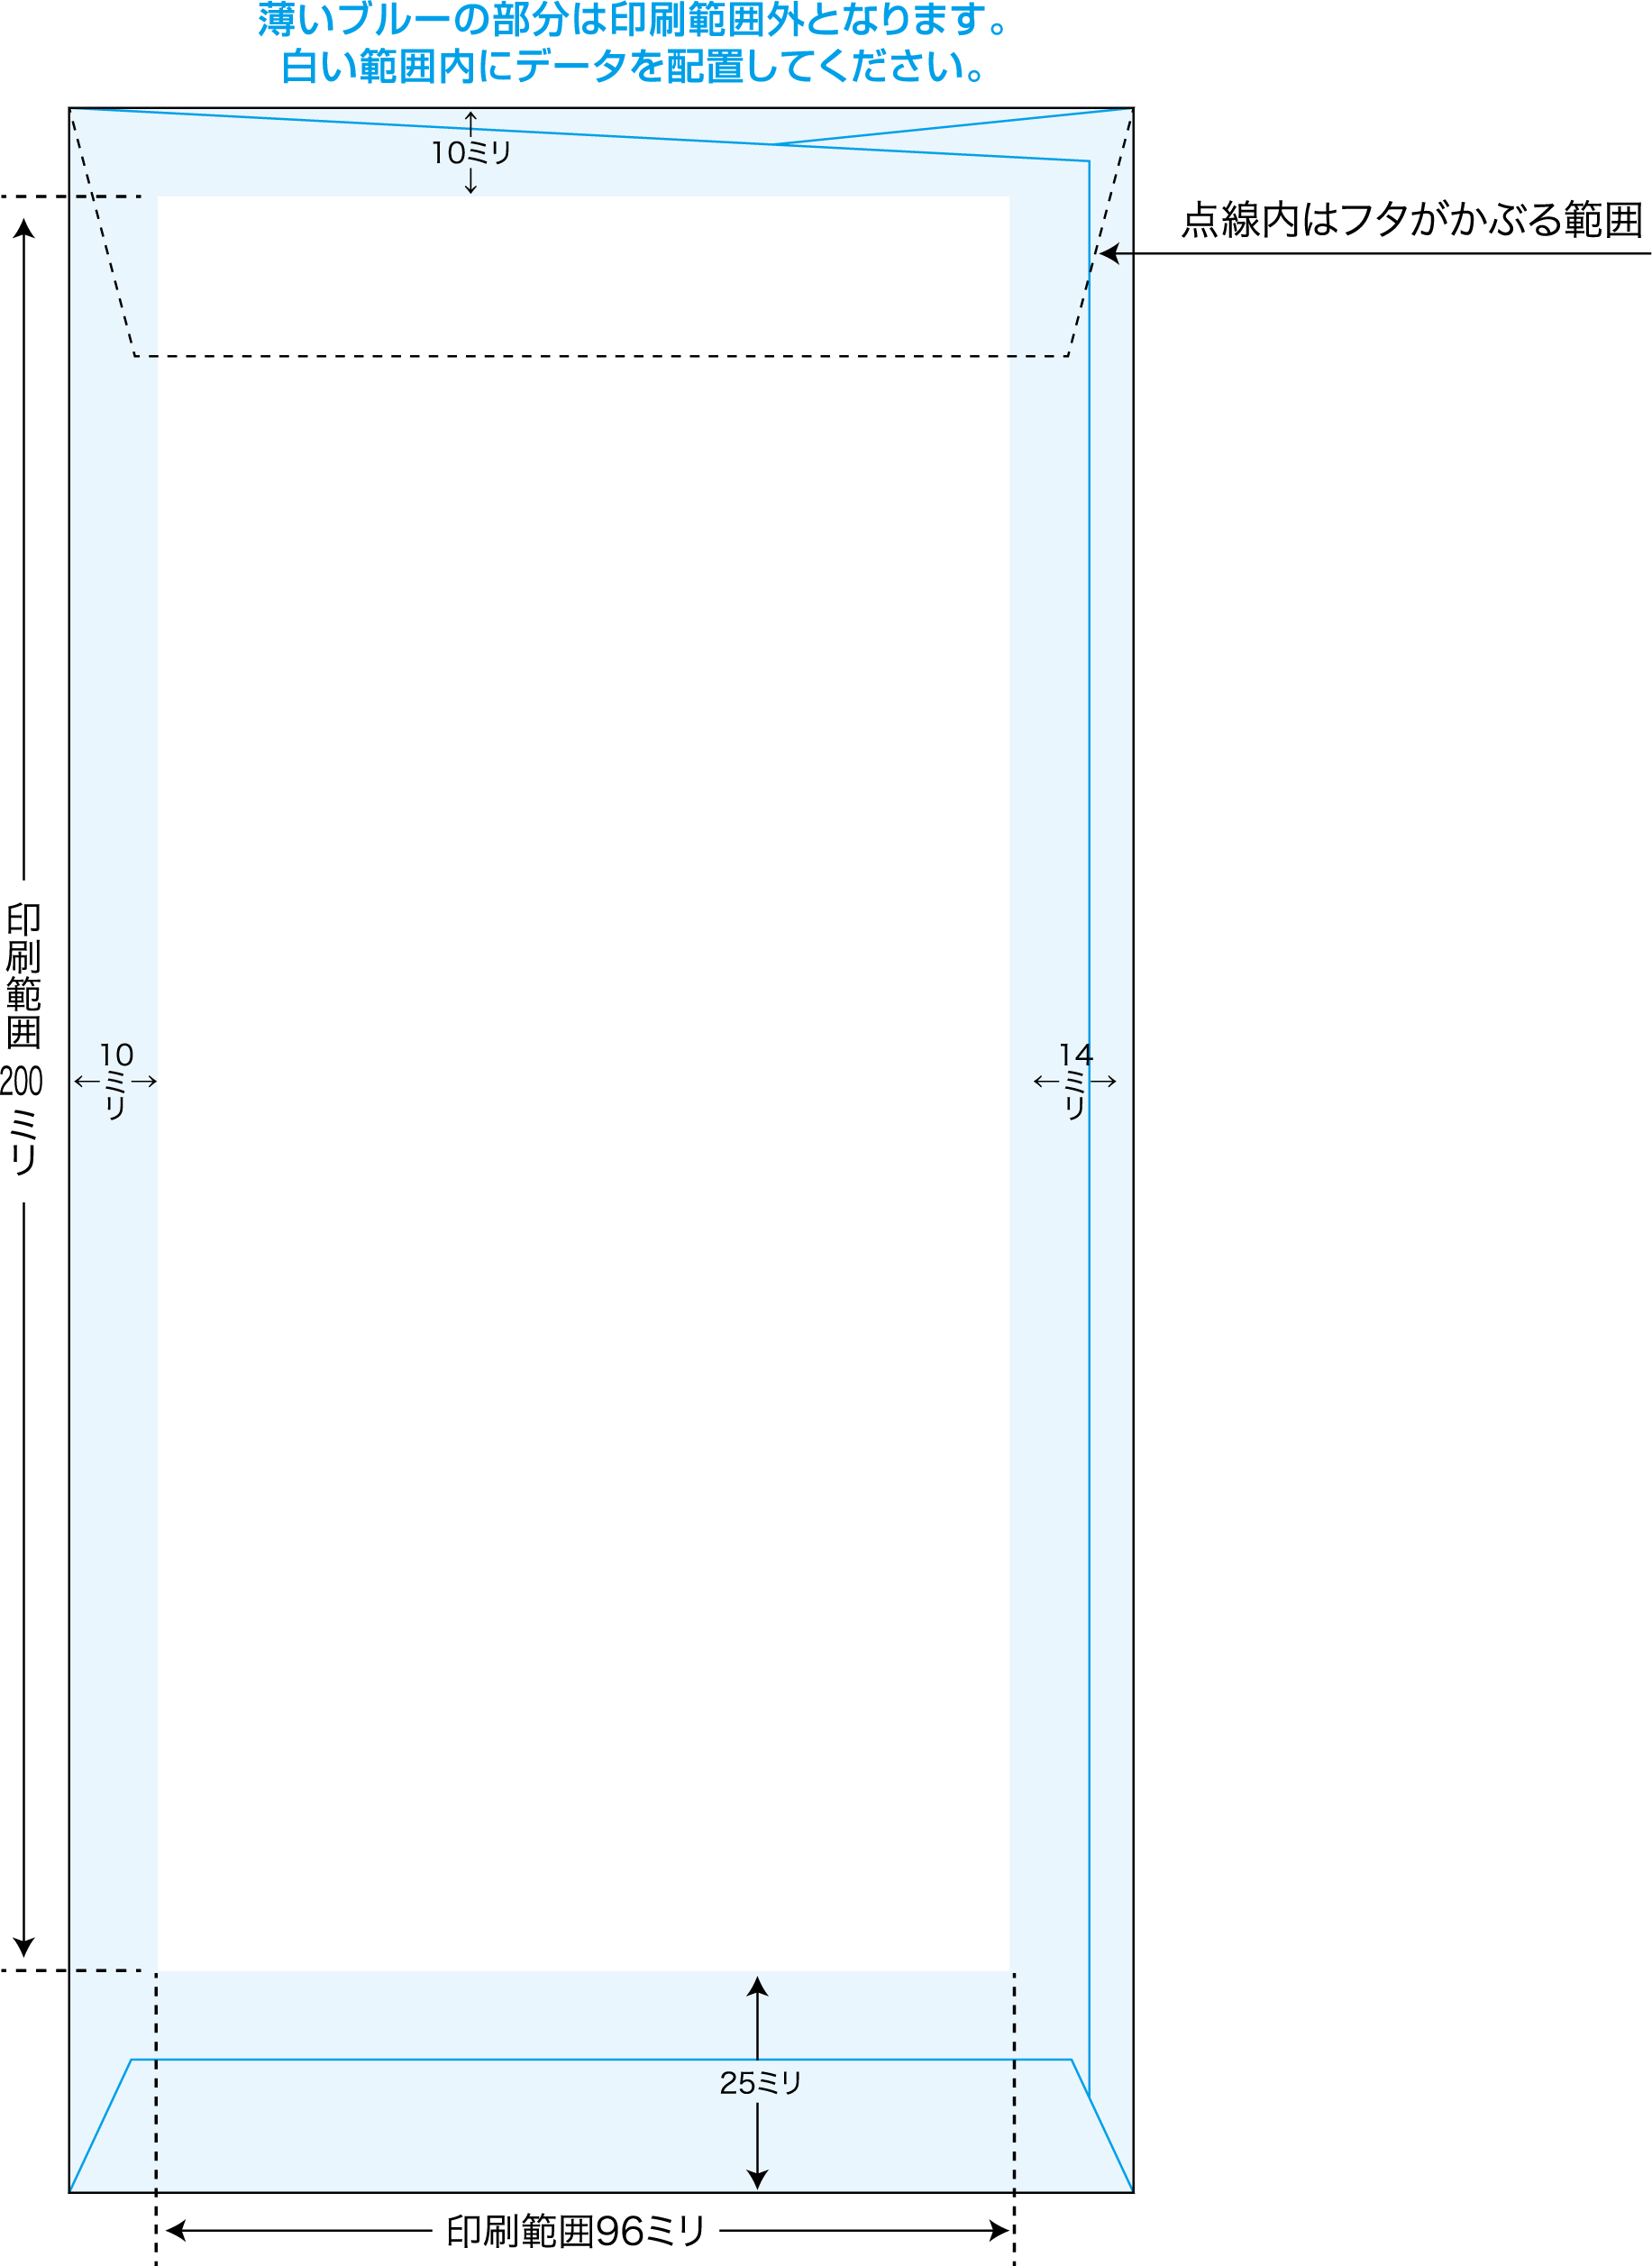 薄いブルーの部分は印刷範囲外となります。
白い範囲内にデータを配置してください。
10ミリ
点線内はフタがかぶる範囲
印刷範囲200ミリ
10ミリ
14ミリ
25ミリ
印刷範囲96ミリ